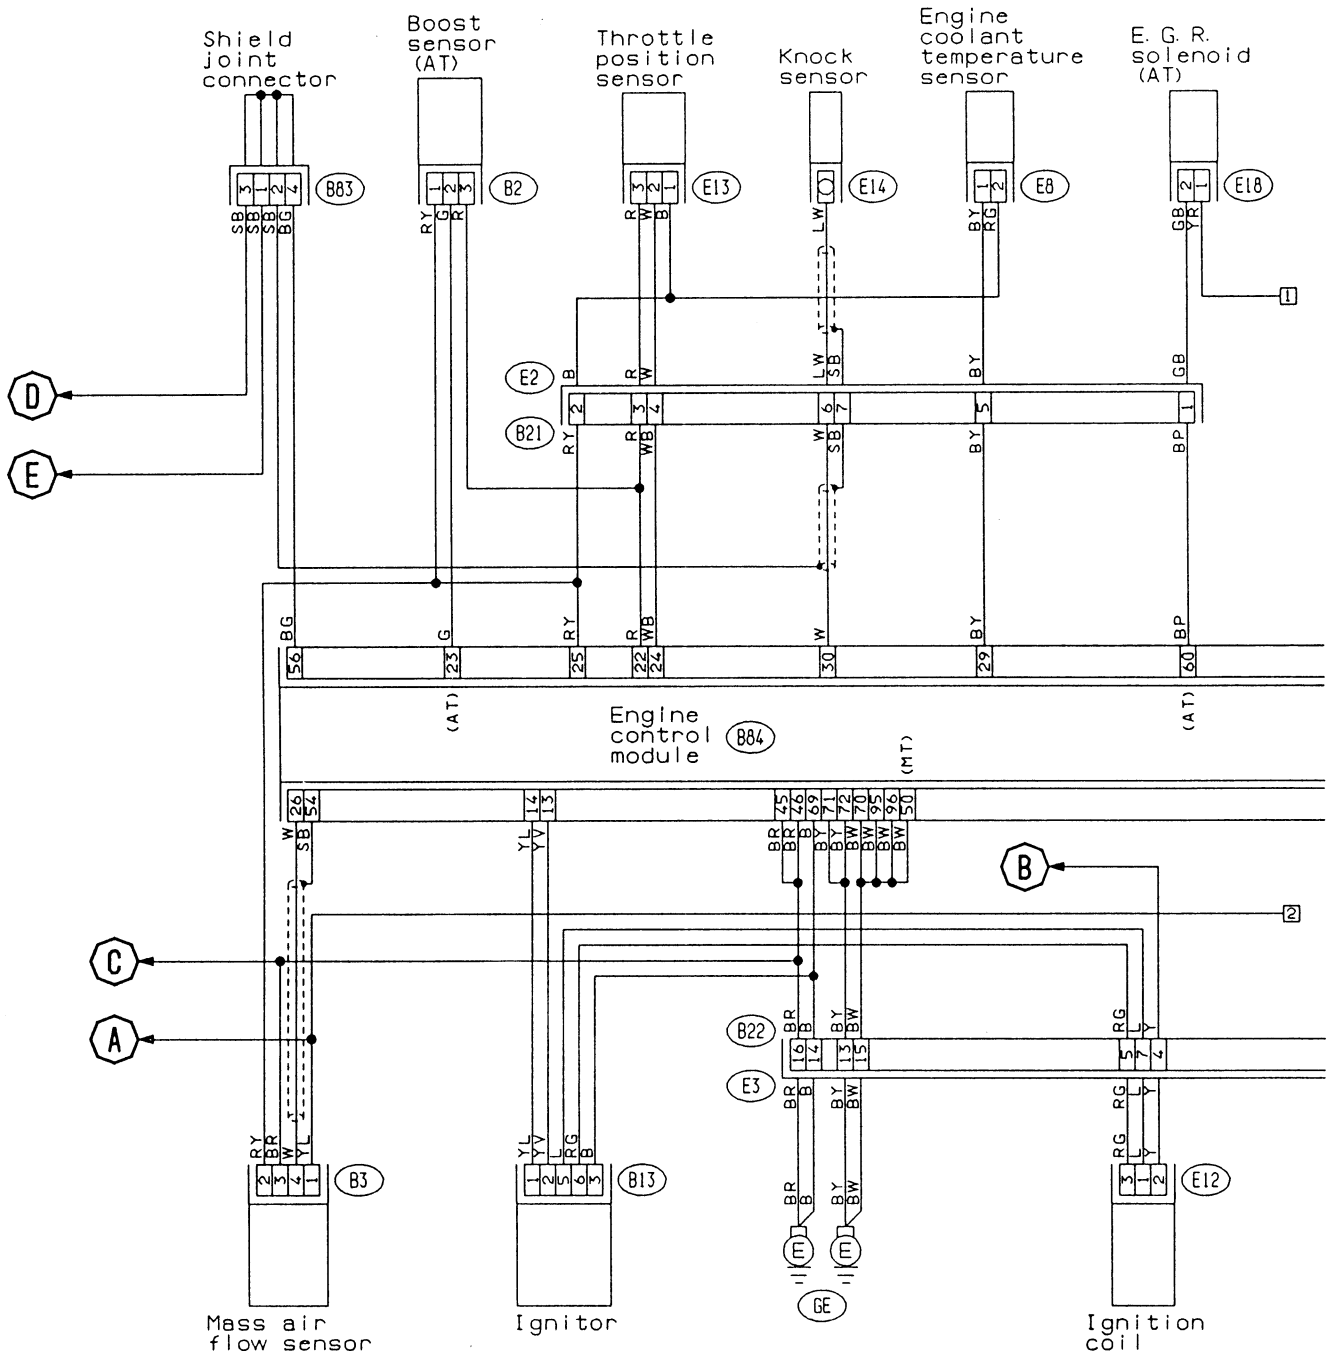 Shield
joint
connector
Boost
sensor
(AT)
Throttle
position
sensor
Knock
sensor
Engine
coolant
temperature
sensor
E. G. R.
solenoid
(AT)
3 1 2 4
B83
1 2 3
B2
3 2 1
E13
E14
1 2
E8
2 1
E18
SB SB SB BG
RY G R
R W B
LW
BY RG
GB YR
1
D
E2
B R W LW SB BY GB
2 3 4 6 7 5 1
B21
RY R WB W SB BY BP
E
BG G RY R WB W BY BP
56 23 25 22 24 30 29 60
(AT)
(AT)
Engine
control
module
B84
(MT)
26 54 14 13 45 46 69 71 72 70 95 96 50
W SB YL YV BR BR B BY BY BW BW BW BW
B
2
C
A
B22
BR B BY BW RG L Y
16 14 13 15 5 7 4
E3
BR B BY BW RG L Y
RY BR W YL
YL YV L RG B
BR B BY BW
RG L Y
2 3 4 1
B3
1 2 5 6 3
B13
3 1 2
E12
E E
GE
Mass air
flow sensor
Ignitor
Ignition
coil